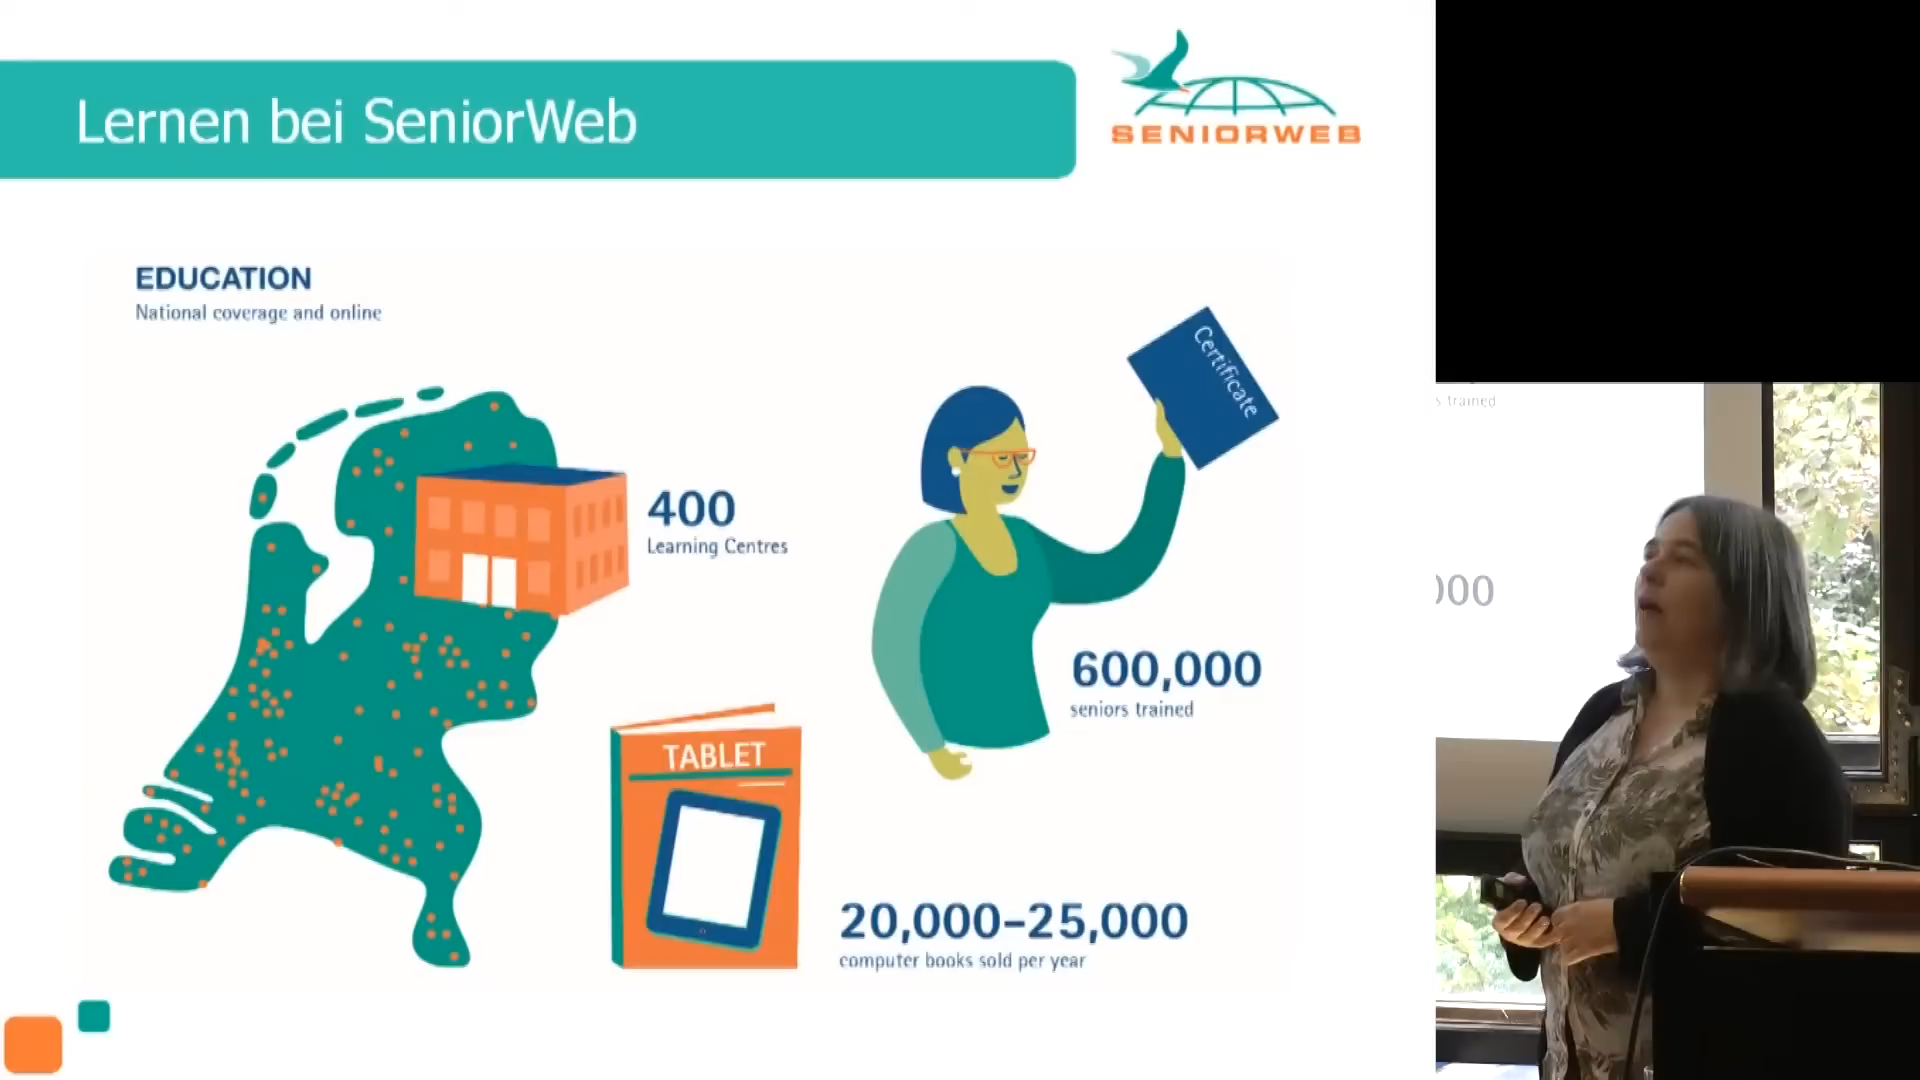 Lernen bei SeniorWeb
SENIORWEB
EDUCATION
National coverage and online
Certificate
400
Learning Centres
600,000
seniors trained
TABLET
20,000–25,000
computer books sold per year
s trained
000